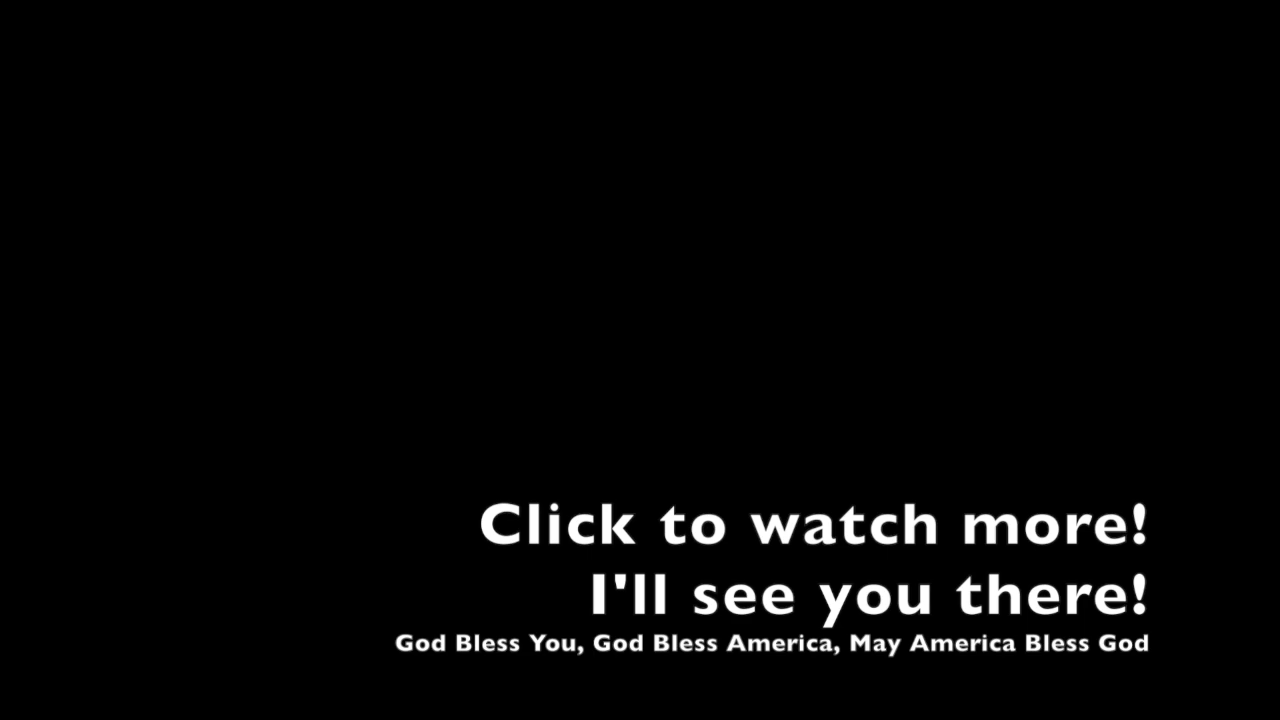 Click to watch more!
I'll see you there!
God Bless You, God Bless America, May America Bless God